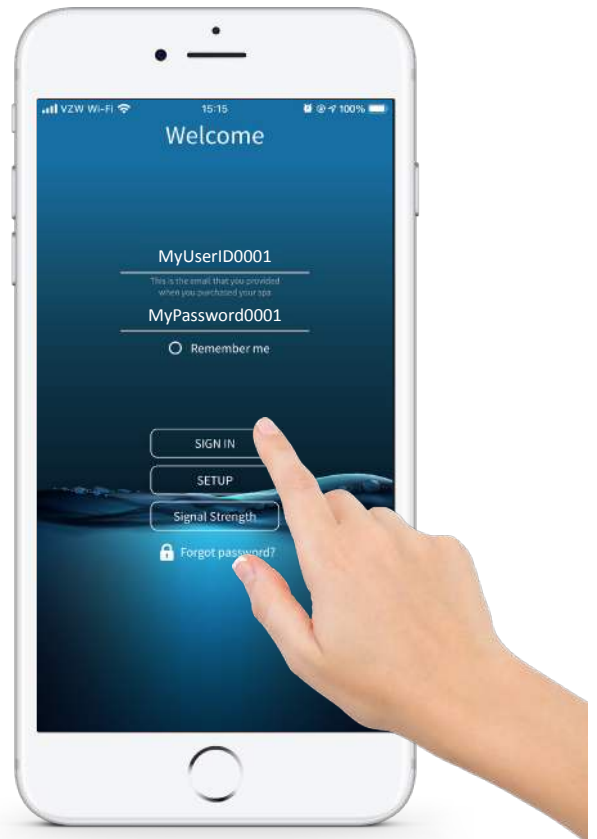 VZW Wi-Fi 15:15 100%
Welcome
MyUserID0001
This is the email that you provided
when you purchased your spa
MyPassword0001
Remember me
SIGN IN
SETUP
Signal Strength
Forgot password?